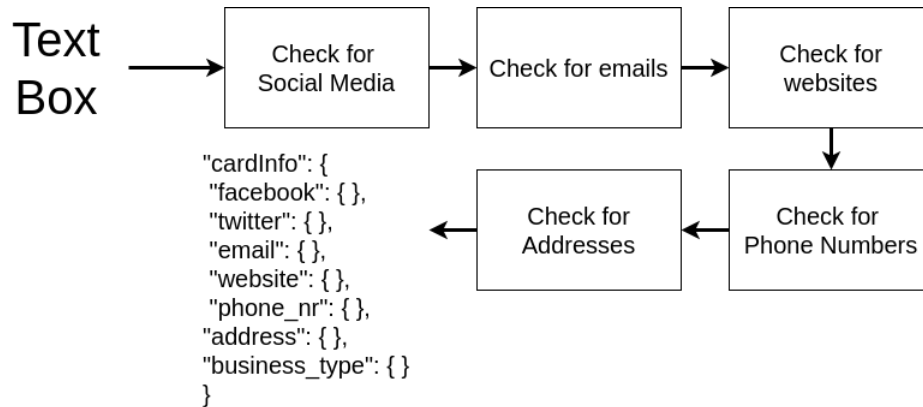 Text
Box
Check for
Social Media
Check for emails
Check for
websites
Check for
Phone Numbers
Check for
Addresses
"cardInfo": {
"facebook": { },
"twitter": { },
"email": { },
"website": { },
"phone_nr": { },
"address": { },
"business_type": { }
}